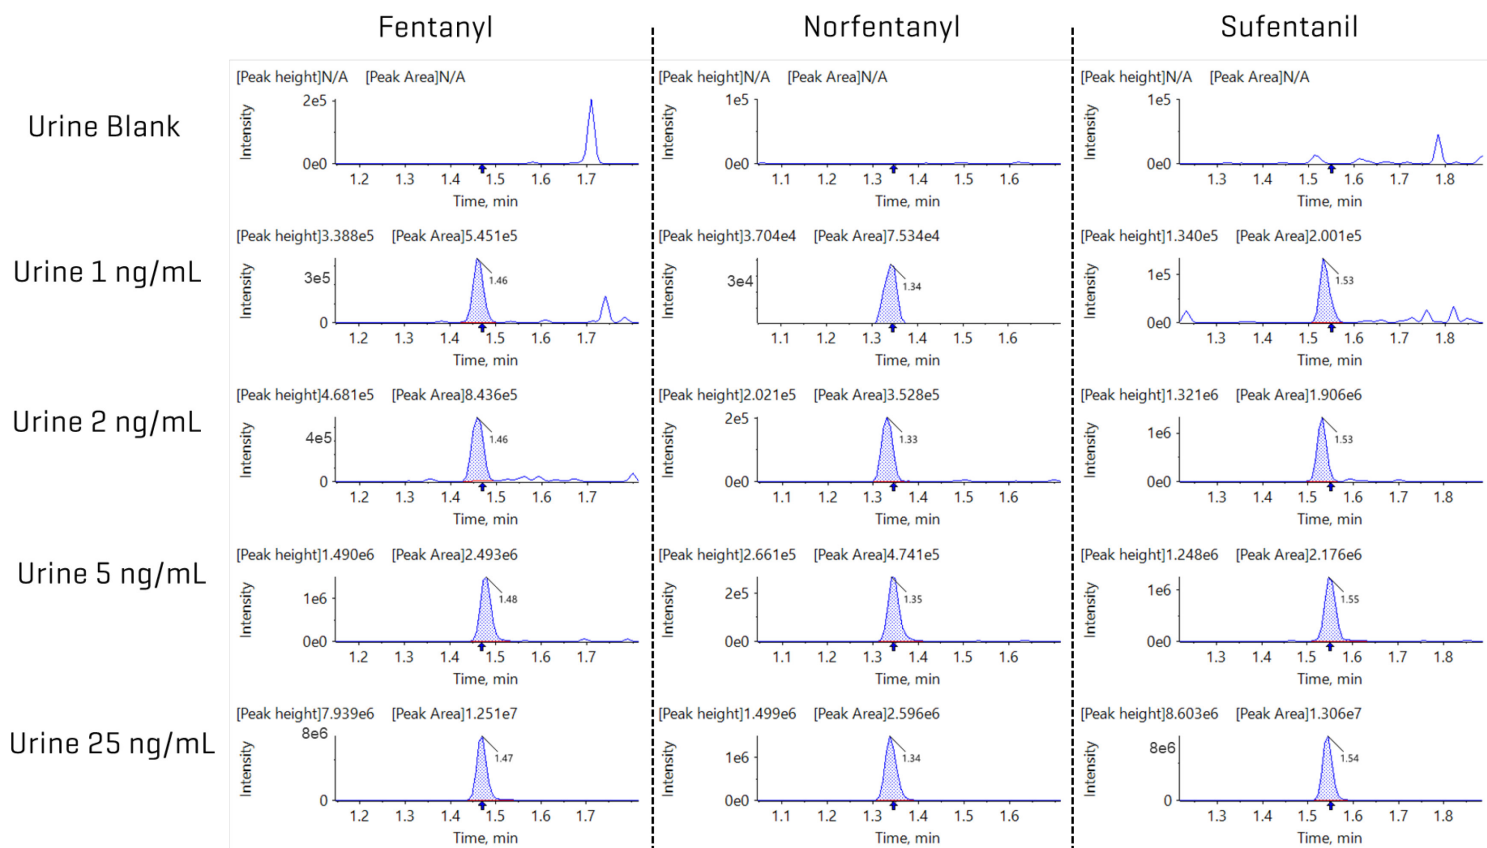 Fentanyl Norfentanyl Sufentanil
Urine Blank
[Peak height]N/A [Peak Area]N/A [Peak height]N/A [Peak Area]N/A [Peak height]N/A [Peak Area]N/A
Intensity 2e5 Intensity 1e5 Intensity 1e5
0e0 0e0 0e0
1.2 1.3 1.4 1.5 1.6 1.7 1.1 1.2 1.3 1.4 1.5 1.6 1.3 1.4 1.5 1.6 1.7 1.8
Time, min Time, min Time, min
Urine 1 ng/mL
[Peak height]3.388e5 [Peak Area]5.451e5 [Peak height]3.704e4 [Peak Area]7.534e4 [Peak height]1.340e5 [Peak Area]2.001e5
Intensity 3e5 1.46 Intensity 3e4 1.34 Intensity 1e5 1.53
0 0e0
1.2 1.3 1.4 1.5 1.6 1.7 1.1 1.2 1.3 1.4 1.5 1.6 1.3 1.4 1.5 1.6 1.7 1.8
Time, min Time, min Time, min
Urine 2 ng/mL
[Peak height]4.681e5 [Peak Area]8.436e5 [Peak height]2.021e5 [Peak Area]3.528e5 [Peak height]1.321e6 [Peak Area]1.906e6
Intensity 4e5 1.46 Intensity 2e5 1.33 Intensity 1e6 1.53
0 0e0 0e0
1.2 1.3 1.4 1.5 1.6 1.7 1.1 1.2 1.3 1.4 1.5 1.6 1.3 1.4 1.5 1.6 1.7 1.8
Time, min Time, min Time, min
Urine 5 ng/mL
[Peak height]1.490e6 [Peak Area]2.493e6 [Peak height]2.661e5 [Peak Area]4.741e5 [Peak height]1.248e6 [Peak Area]2.176e6
Intensity 1e6 1.48 Intensity 2e5 1.35 Intensity 1e6 1.55
0e0 0e0 0e0
1.2 1.3 1.4 1.5 1.6 1.7 1.1 1.2 1.3 1.4 1.5 1.6 1.3 1.4 1.5 1.6 1.7 1.8
Time, min Time, min Time, min
Urine 25 ng/mL
[Peak height]7.939e6 [Peak Area]1.251e7 [Peak height]1.499e6 [Peak Area]2.596e6 [Peak height]8.603e6 [Peak Area]1.306e7
Intensity 8e6 1.47 Intensity 1e6 1.34 Intensity 8e6 1.54
0 0e0 0
1.2 1.3 1.4 1.5 1.6 1.7 1.1 1.2 1.3 1.4 1.5 1.6 1.3 1.4 1.5 1.6 1.7 1.8
Time, min Time, min Time, min